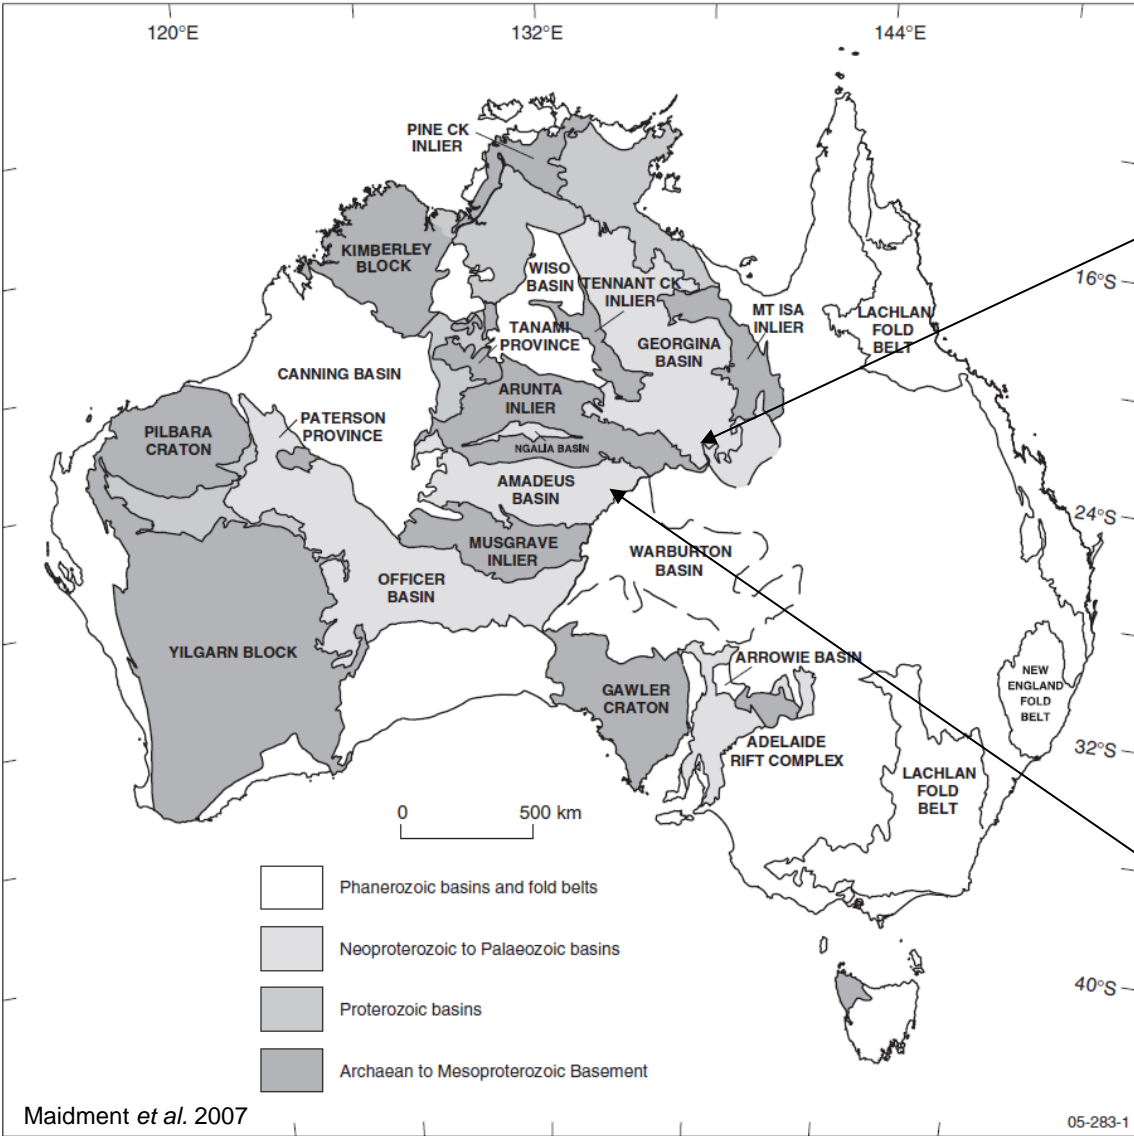 120°E
132°E
144°E
PINE CK
INLIER
KIMBERLEY
BLOCK
WISO
BASIN
TENNANT CK
INLIER
16°S
MT ISA
INLIER
LACHLAN
FOLD
BELT
TANAMI
PROVINCE
GEORGINA
BASIN
CANNING BASIN
ARUNTA
INLIER
PATERSON
PROVINCE
PILBARA
CRATON
NGALIA BASIN
AMADEUS
BASIN
24°S
MUSGRAVE
INLIER
WARBURTON
BASIN
OFFICER
BASIN
YILGARN BLOCK
ARROWIE BASIN
GAWLER
CRATON
NEW
ENGLAND
FOLD
BELT
ADELAIDE
RIFT COMPLEX
32°S
LACHLAN
FOLD
BELT
0 500 km
Phanerozoic basins and fold belts
Neoproterozoic to Palaeozoic basins
40°S
Proterozoic basins
Archaean to Mesoproterozoic Basement
Maidment et al. 2007
05-283-1